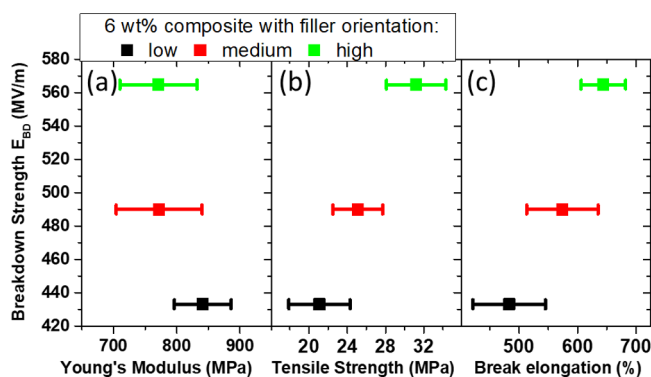 6 wt% composite with filler orientation:
low medium high
Breakdown Strength E_BD (MV/m)
580
560
540
520
500
480
460
440
420
(a) (b) (c)
700 800 900 20 24 28 32 500 600 700
Young's Modulus (MPa) Tensile Strength (MPa) Break elongation (%)